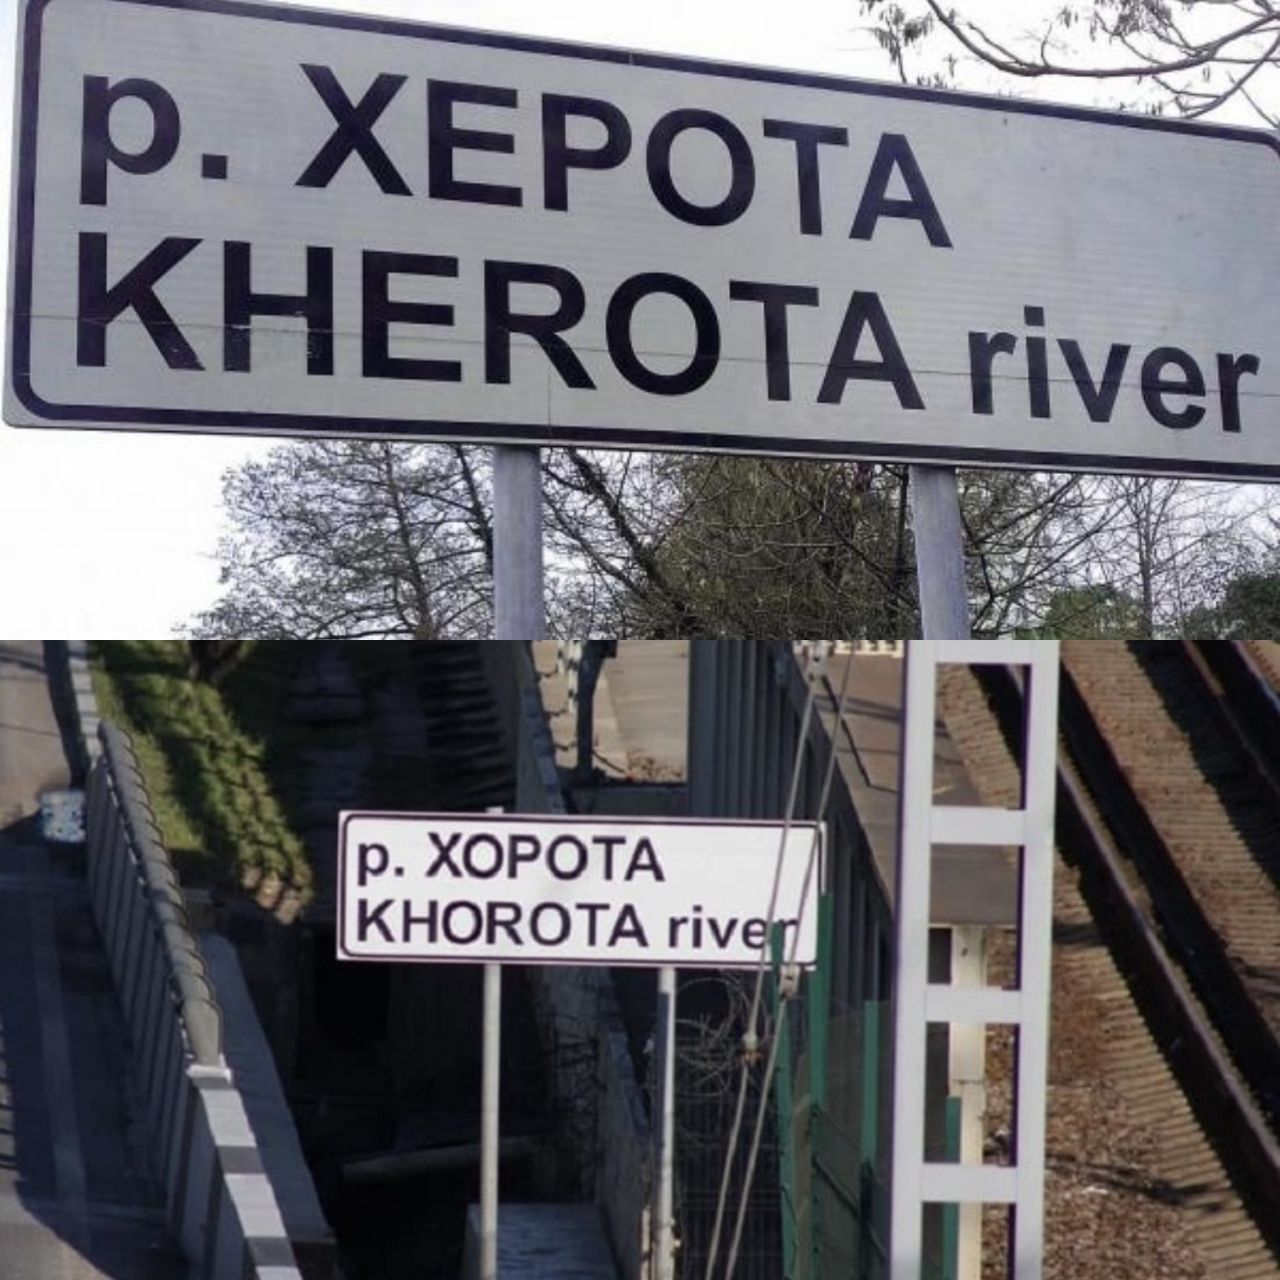 р. ХЕРОТА
KHEROTA river
р. ХОРОТА
KHOROTA river